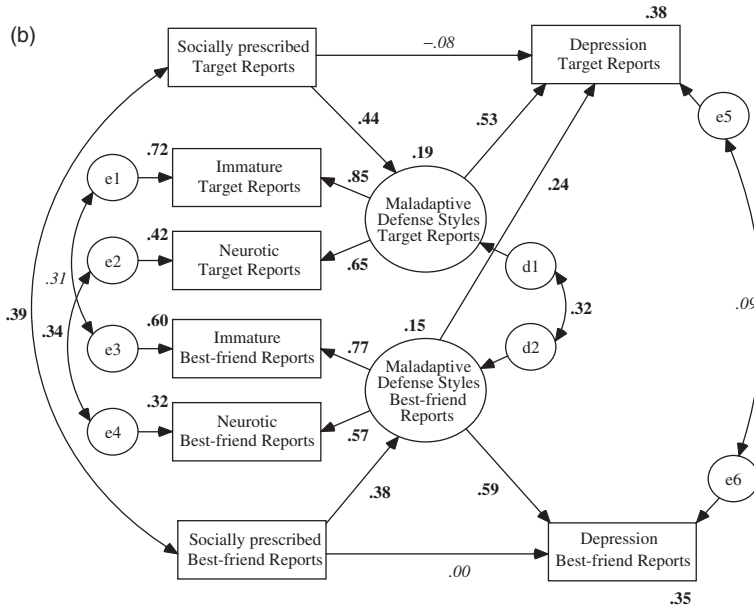 (b)
Socially prescribed
Target Reports
−.08
.38
Depression
Target Reports
.44
.53
e5
.72
e1
Immature
Target Reports
.85
.19
Maladaptive
Defense Styles
Target Reports
.24
.42
e2
Neurotic
Target Reports
.65
d1
.31
.39
.34
.32
.09
.60
e3
Immature
Best-friend Reports
.77
.15
d2
Maladaptive
Defense Styles
Best-friend
Reports
.32
e4
Neurotic
Best-friend Reports
.57
.38
.59
e6
Socially prescribed
Best-friend Reports
.00
Depression
Best-friend Reports
.35